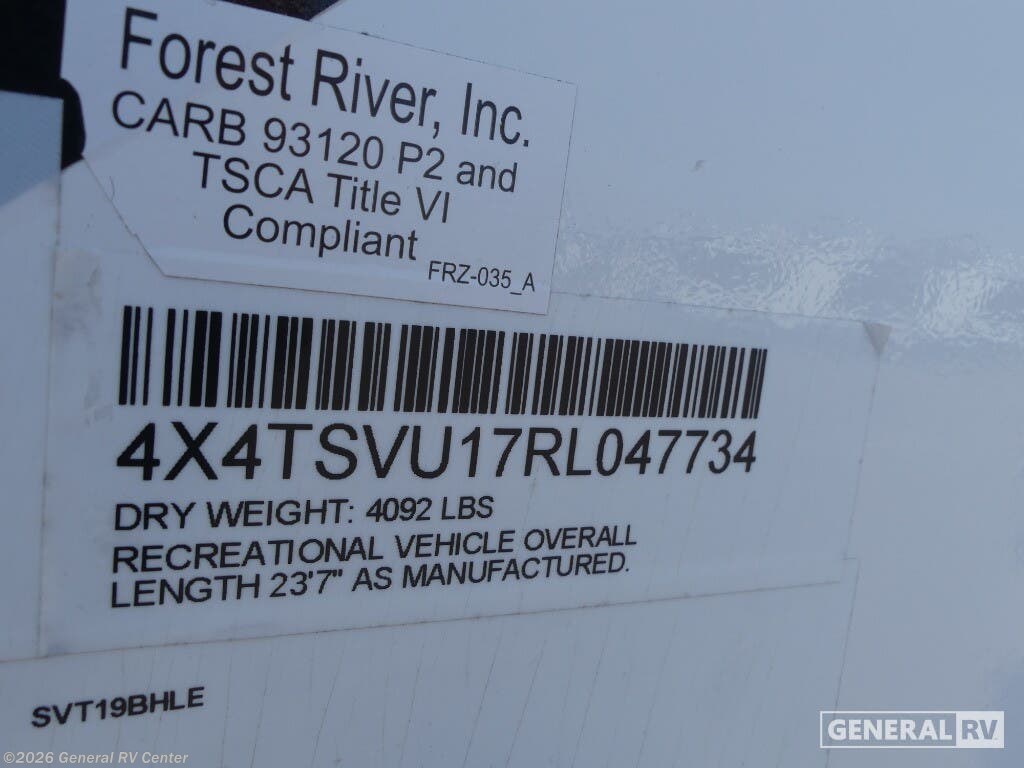 Forest River, Inc.
CARB 93120 P2 and
TSCA Title VI
Compliant
FRZ-035_A
4X4TSVU17RL047734
DRY WEIGHT: 4092 LBS
RECREATIONAL VEHICLE OVERALL
LENGTH 23'7" AS MANUFACTURED.
SVT19BHLE
GENERAL RV
©2026 General RV Center